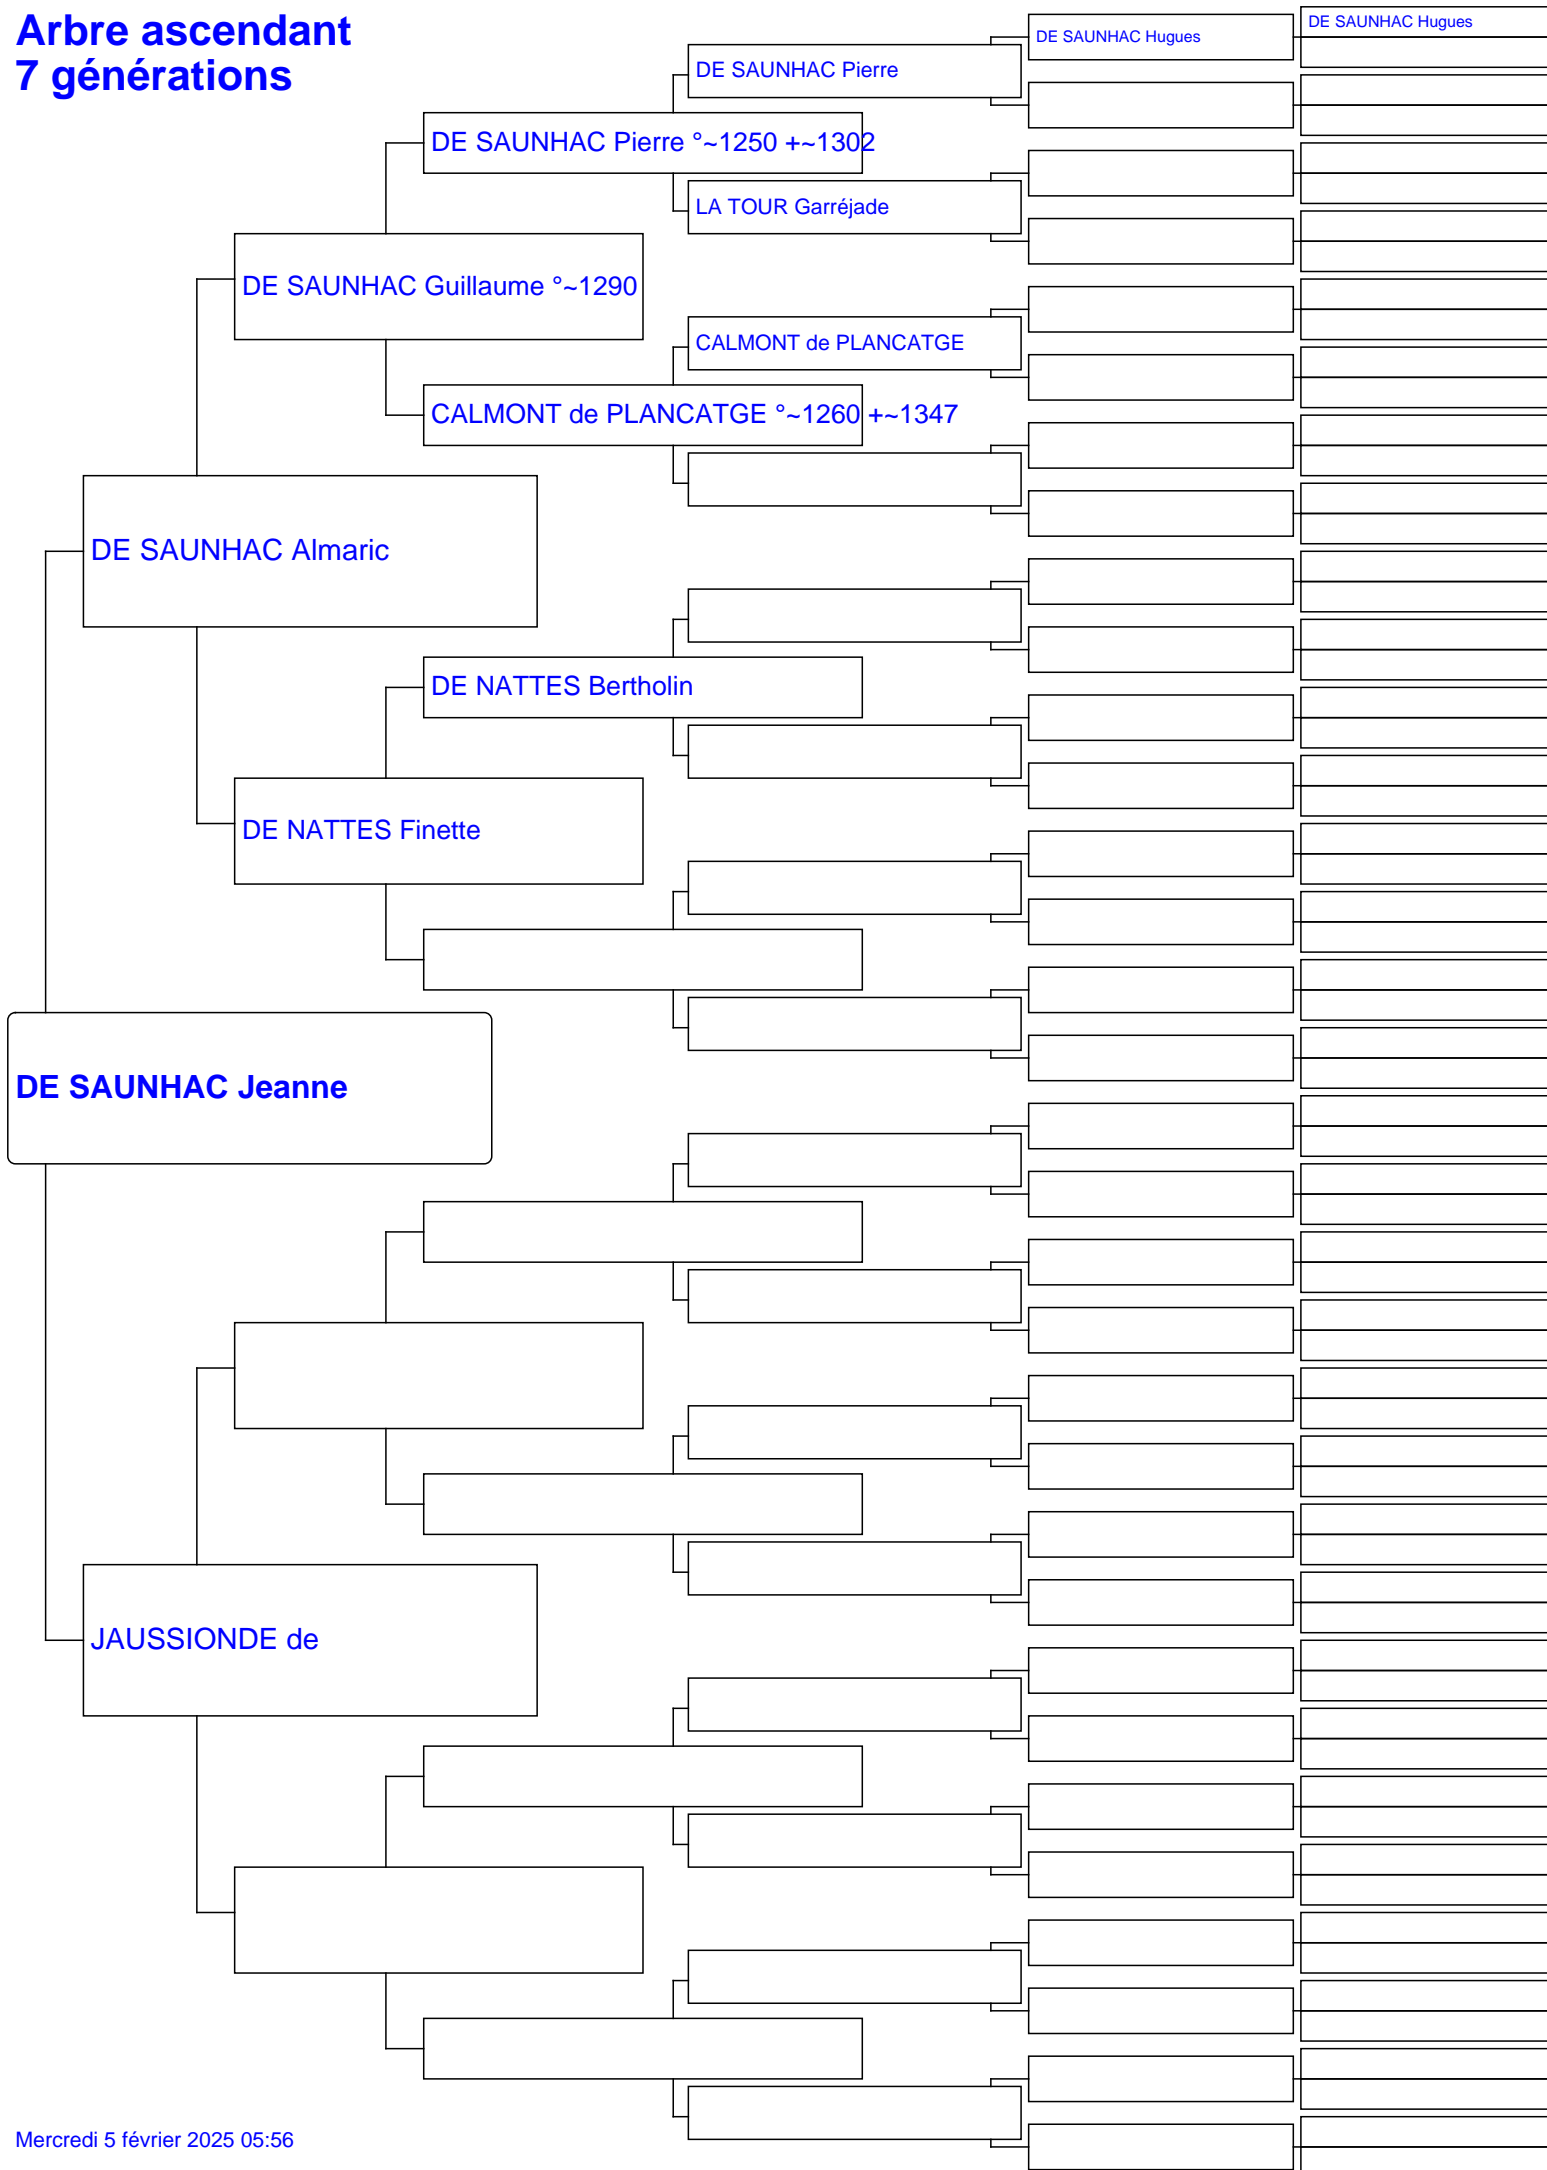 Arbre ascendant
7 générations
DE SAUNHAC Hugues
DE SAUNHAC Hugues
DE SAUNHAC Pierre
DE SAUNHAC Pierre °~1250 +~1302
LA TOUR Garréjade
DE SAUNHAC Guillaume °~1290
CALMONT de PLANCATGE
CALMONT de PLANCATGE °~1260 +~1347
DE SAUNHAC Almaric
DE NATTES Bertholin
DE NATTES Finette
DE SAUNHAC Jeanne
JAUSSIONDE de
Mercredi 5 février 2025 05:56